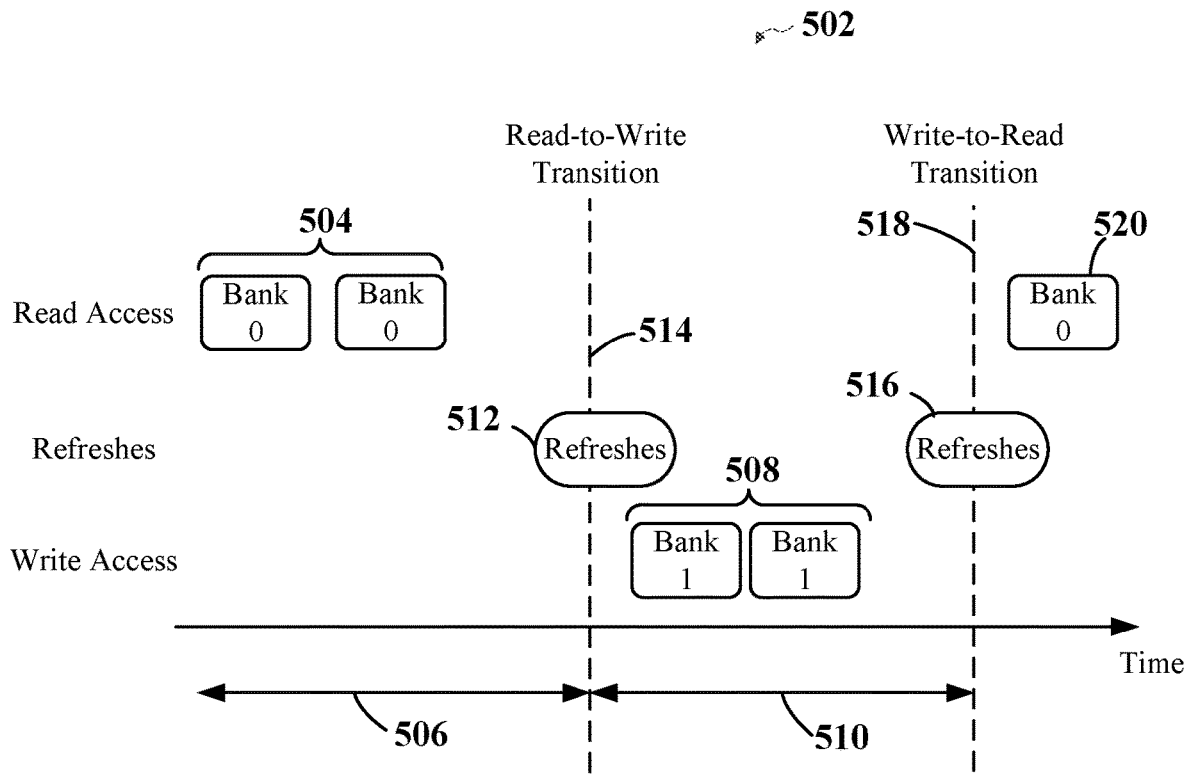 502
Read-to-Write
Transition
Write-to-Read
Transition
504
518
520
Read Access
Bank
0
Bank
0
Bank
0
514
512
516
Refreshes
Refreshes
Refreshes
508
Write Access
Bank
1
Bank
1
Time
506
510